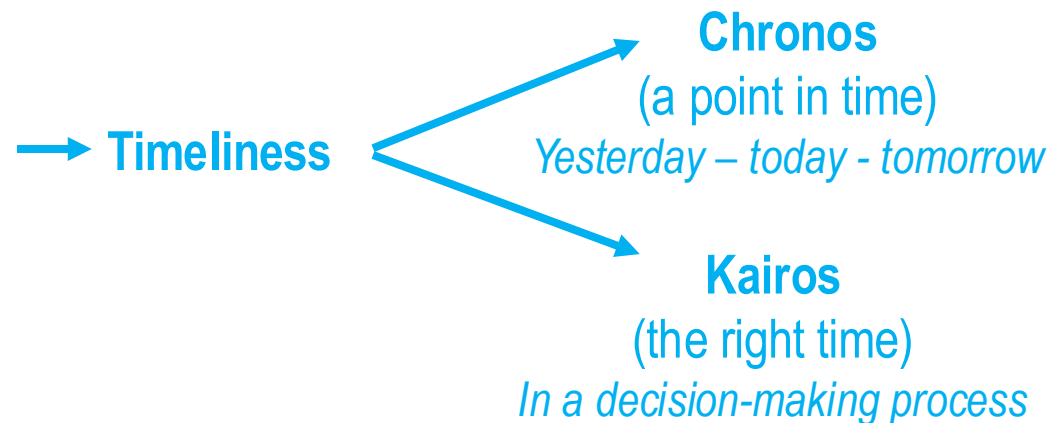 Timeliness
Chronos
(a point in time)
Yesterday – today - tomorrow
Kairos
(the right time)
In a decision-making process